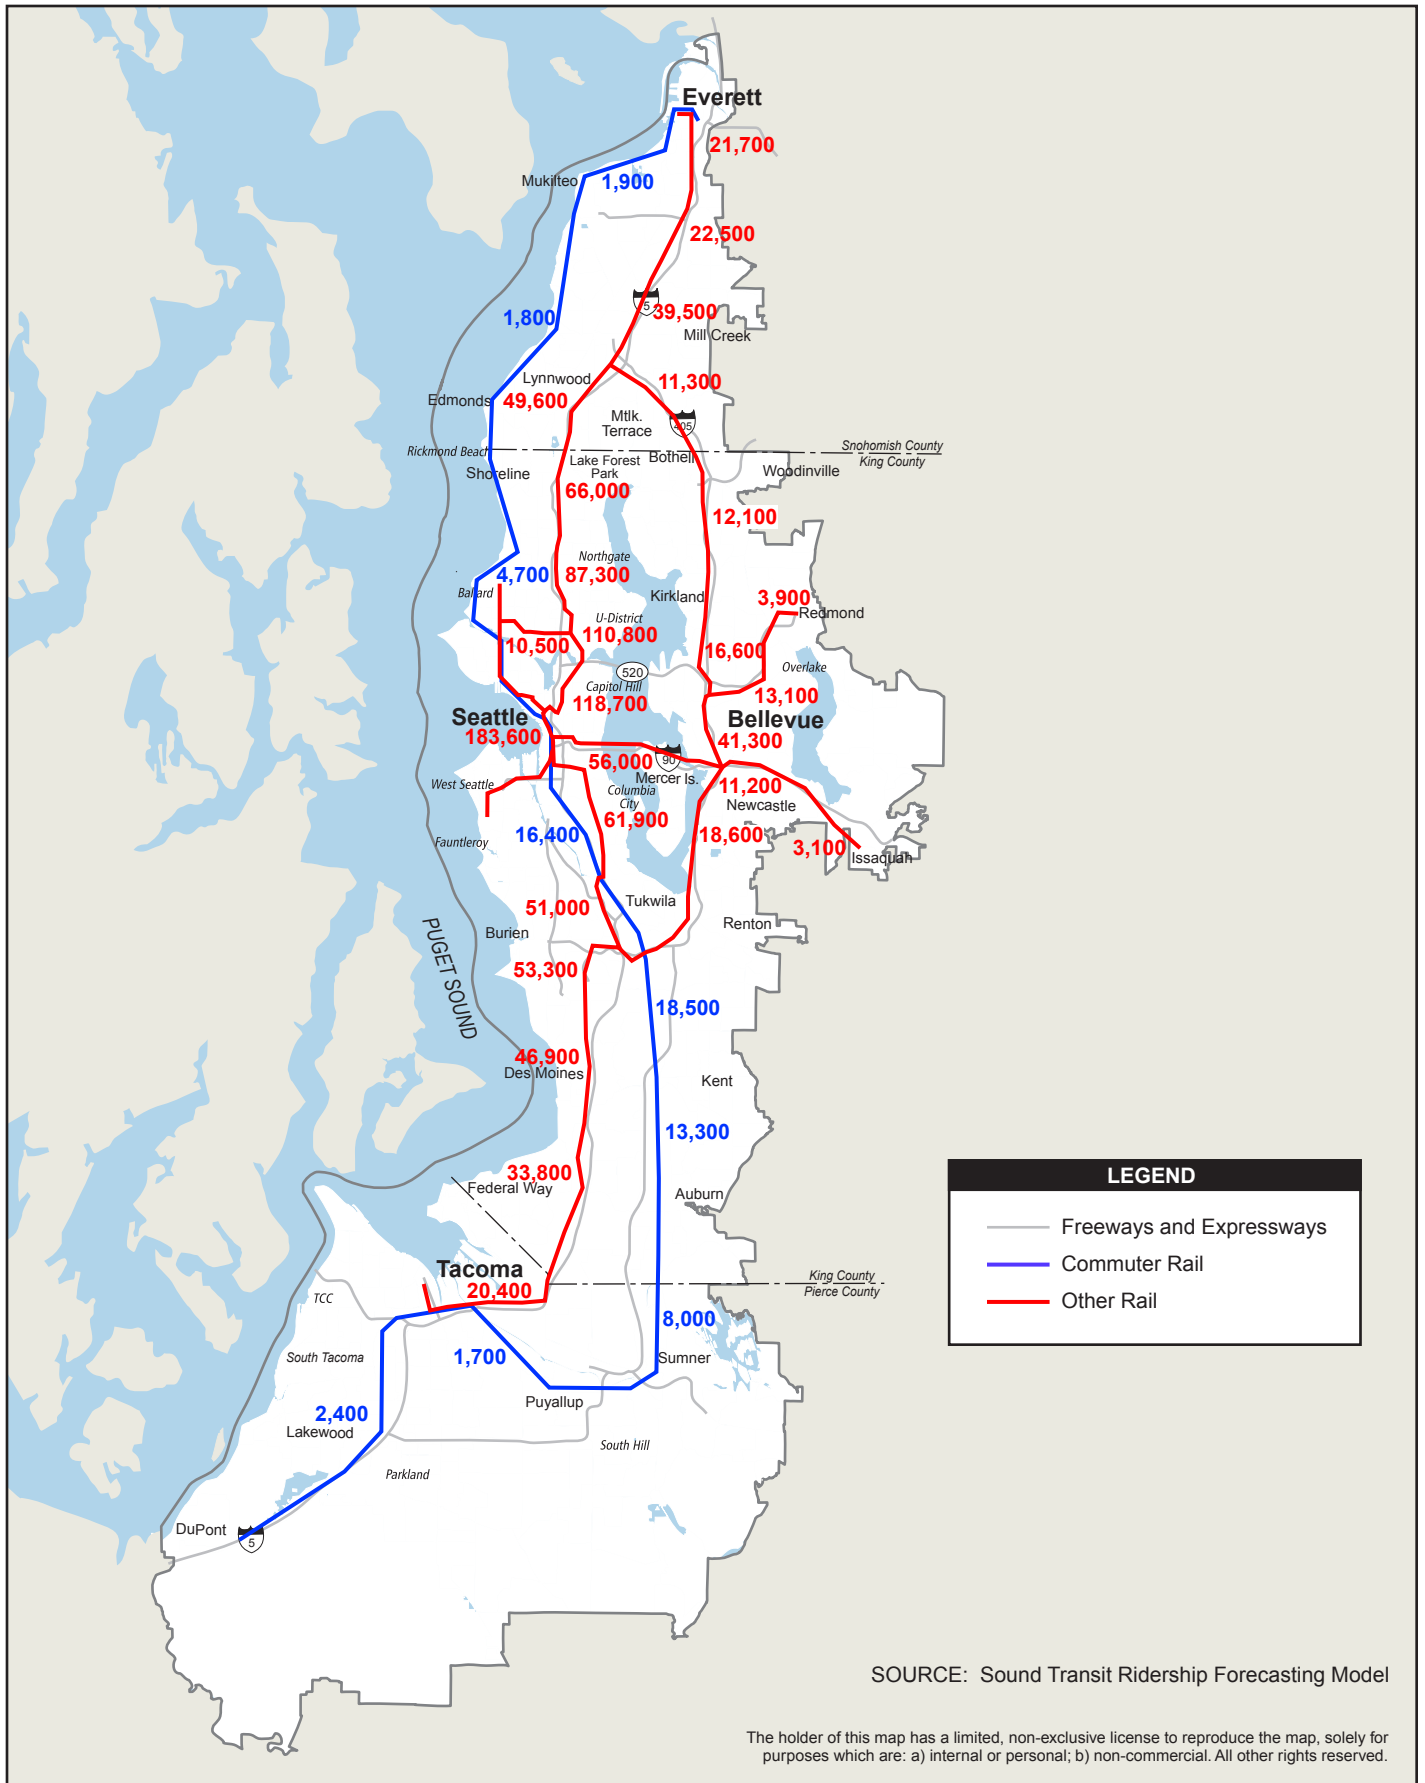 Everett
21,700
Mukilteo
1,900
22,500
5
39,500
1,800
Mill Creek
Lynnwood
11,300
Edmonds
49,600
Mtlk.
Terrace
405
Rickmond Beach
Lake Forest
Park
Bothell
Snohomish County
King County
Shoreline
Woodinville
66,000
12,100
Northgate
4,700
87,300
Ballard
Kirkland
3,900
Redmond
U-District
110,800
10,500
16,600
Overlake
520
Capitol Hill
13,100
118,700
Seattle
Bellevue
183,600
41,300
56,000
90
Mercer Is.
West Seattle
11,200
Columbia
City
Newcastle
61,900
16,400
18,600
Fauntleroy
3,100
Issaquah
Tukwila
51,000
Renton
Burien
PUGET SOUND
53,300
18,500
46,900
Des Moines
Kent
13,300
33,800
Federal Way
Auburn
LEGEND
Freeways and Expressways
Commuter Rail
Other Rail
Tacoma
20,400
King County
Pierce County
TCC
8,000
South Tacoma
1,700
Sumner
Puyallup
2,400
Lakewood
South Hill
Parkland
DuPont
5
SOURCE: Sound Transit Ridership Forecasting Model
The holder of this map has a limited, non-exclusive license to reproduce the map, solely for
purposes which are: a) internal or personal; b) non-commercial. All other rights reserved.